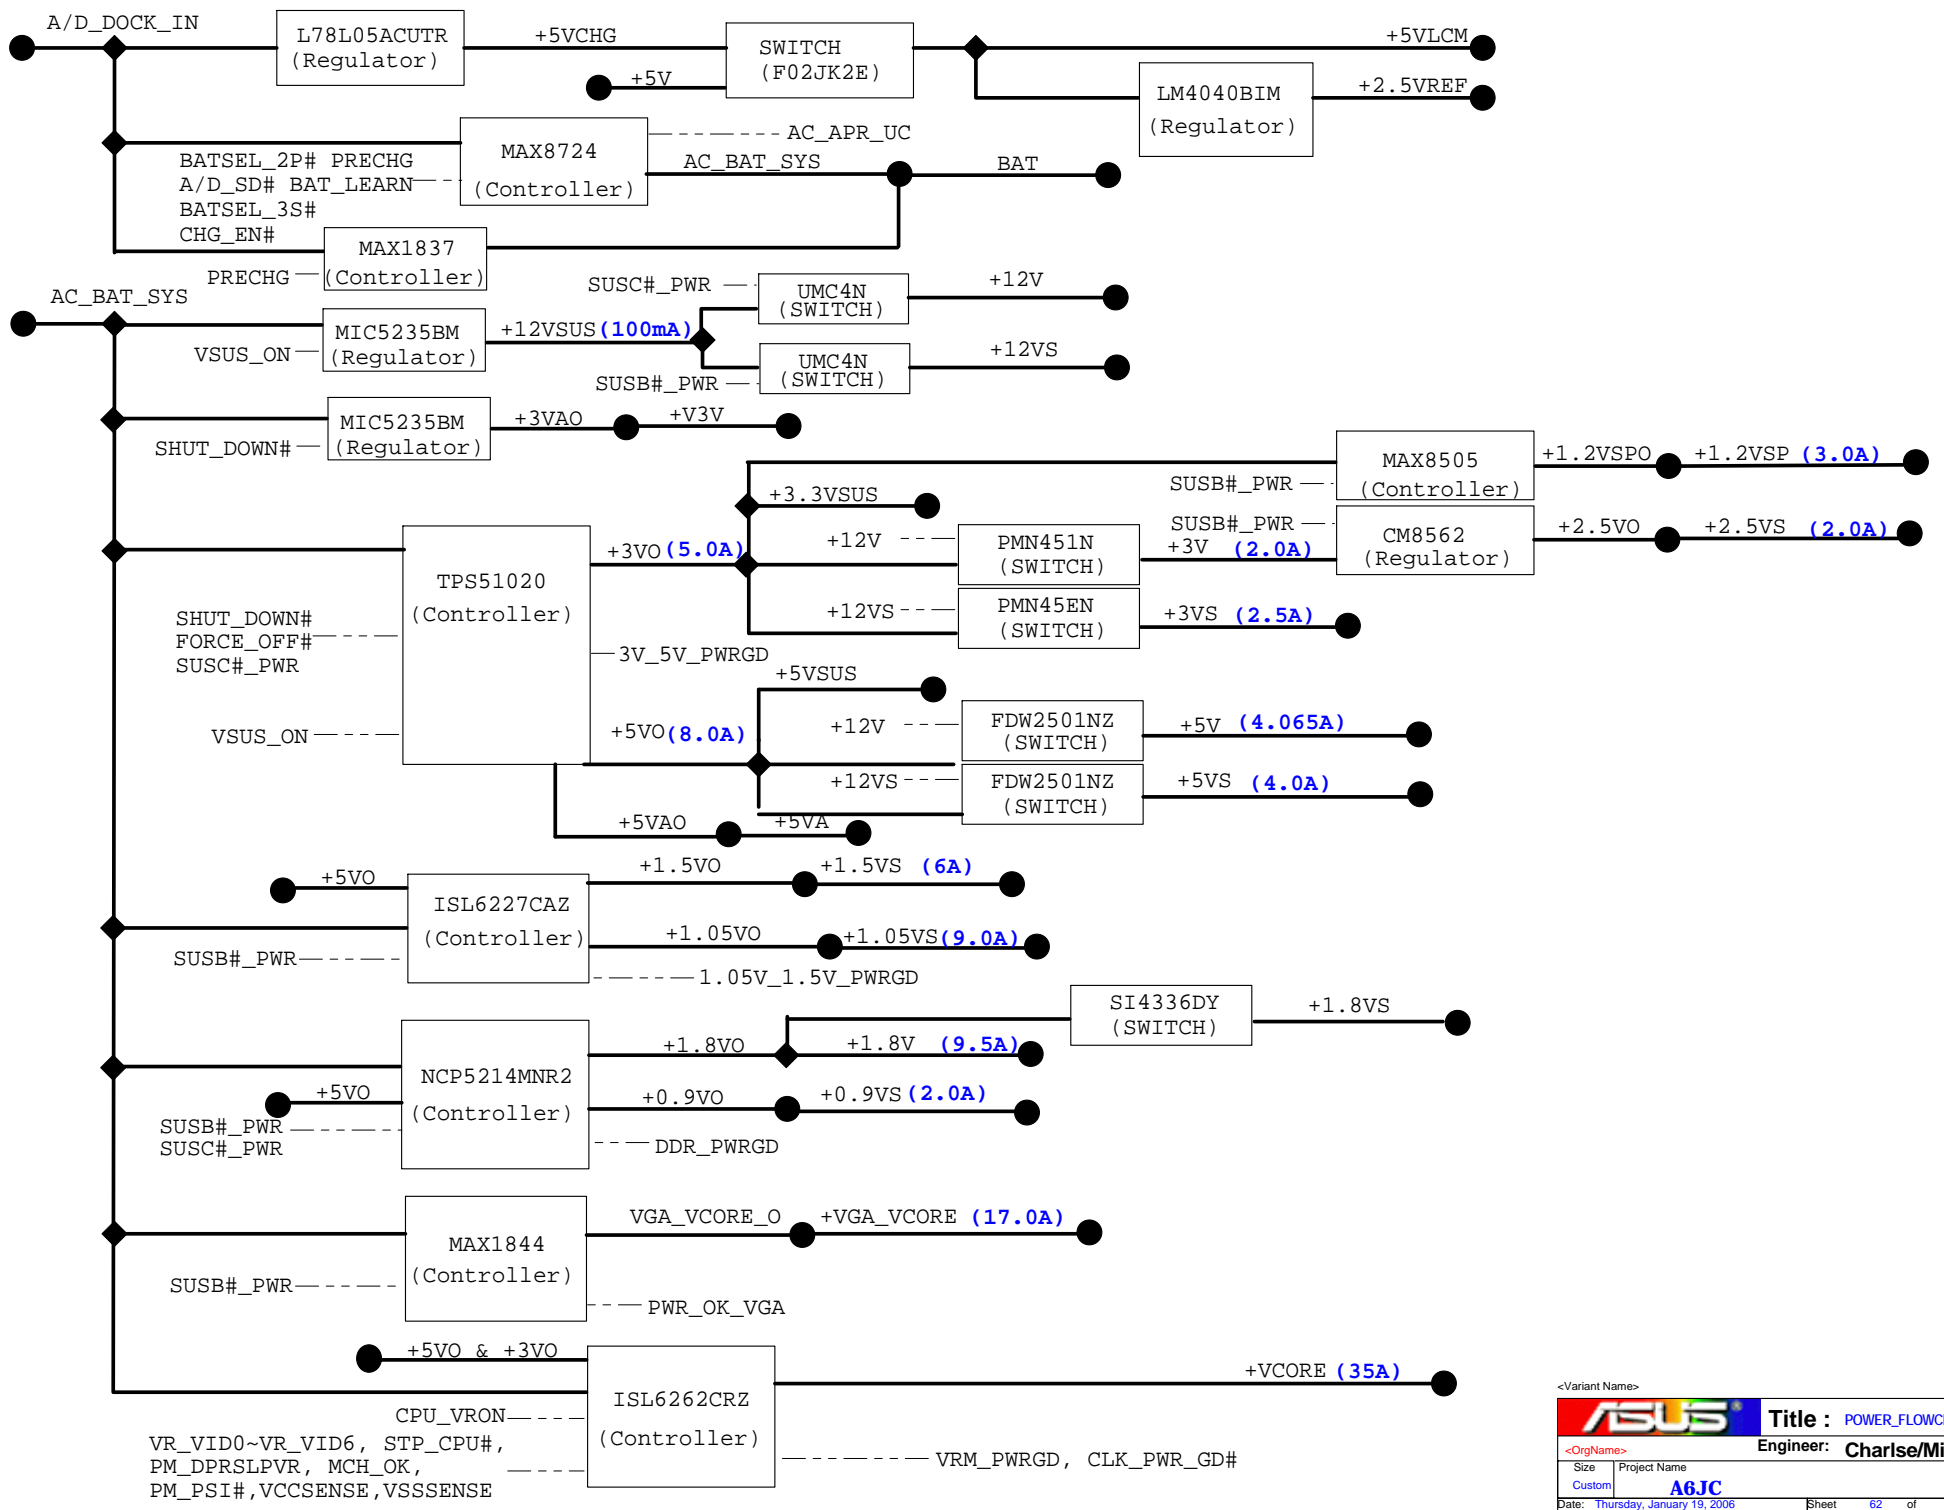 A/D_DOCK_IN
L78L05ACUTR
(Regulator)
+5VCHG
+5V
SWITCH
(F02JK2E)
+5VLCM
LM4040BIM
(Regulator)
+2.5VREF
BATSEL_2P# PRECHG
A/D_SD# BAT_LEARN
BATSEL_3S#
CHG_EN#
MAX8724
(Controller)
AC_APR_UC
AC_BAT_SYS
BAT
PRECHG
MAX1837
(Controller)
AC_BAT_SYS
VSUS_ON
MIC5235BM
(Regulator)
+12VSUS(100mA)
SUSC#_PWR
UMC4N
(SWITCH)
+12V
SUSB#_PWR
UMC4N
(SWITCH)
+12VS
SHUT_DOWN#
MIC5235BM
(Regulator)
+3VAO
+V3V
SUSB#_PWR
MAX8505
(Controller)
+1.2VSPO
+1.2VSP (3.0A)
+3.3VSUS
SUSB#_PWR
CM8562
(Regulator)
+2.5VO
+2.5VS (2.0A)
SHUT_DOWN#
FORCE_OFF#
SUSC#_PWR
VSUS_ON
TPS51020
(Controller)
+3VO (5.0A)
+12V
PMN451N
(SWITCH)
+3V (2.0A)
+12VS
PMN45EN
(SWITCH)
+3VS (2.5A)
3V_5V_PWRGD
+5VSUS
+5VO(8.0A)
+12V
FDW2501NZ
(SWITCH)
+5V (4.065A)
+12VS
FDW2501NZ
(SWITCH)
+5VS (4.0A)
+5VAO
+5VA
+5VO
SUSB#_PWR
ISL6227CAZ
(Controller)
+1.5VO
+1.5VS (6A)
+1.05VO
+1.05VS(9.0A)
1.05V_1.5V_PWRGD
+5VO
SUSB#_PWR
SUSC#_PWR
NCP5214MNR2
(Controller)
+1.8VO
+1.8V (9.5A)
SI4336DY
(SWITCH)
+1.8VS
+0.9VO
+0.9VS (2.0A)
DDR_PWRGD
SUSB#_PWR
MAX1844
(Controller)
VGA_VCORE_O
+VGA_VCORE (17.0A)
PWR_OK_VGA
+5VO & +3VO
CPU_VRON
VR_VID0~VR_VID6, STP_CPU#,
PM_DPRSLPVR, MCH_OK,
PM_PSI#,VCCSENSE,VSSSENSE
ISL6262CRZ
(Controller)
+VCORE (35A)
VRM_PWRGD, CLK_PWR_GD#
<Variant Name>
ASUS®
Title : POWER_FLOWC
<OrgName>
Engineer: Charlse/Mi
Size
Project Name
Custom
A6JC
Date: Thursday, January 19, 2006
Sheet 62 of